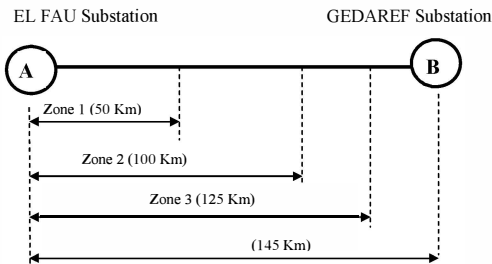 EL FAU Substation
GEDAREF Substation
A
B
Zone 1 (50 Km)
Zone 2 (100 Km)
Zone 3 (125 Km)
(145 Km)